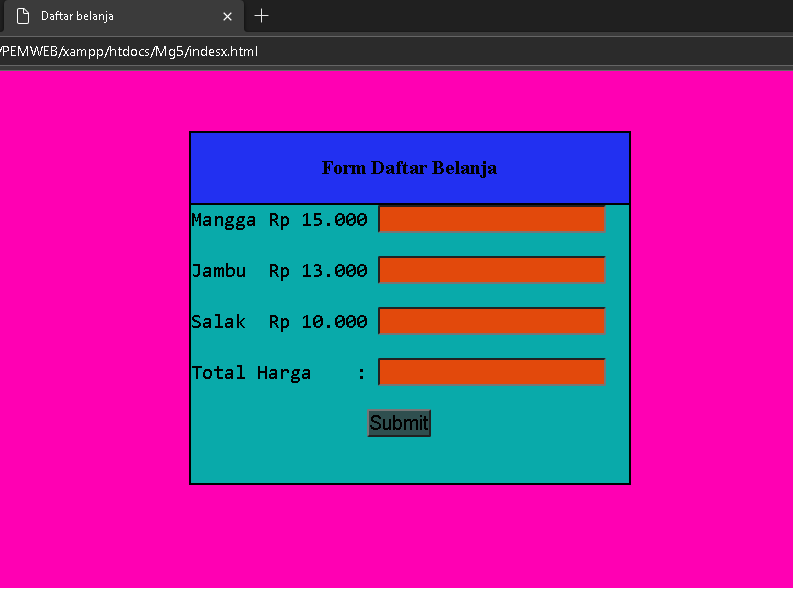 Daftar belanja
/PEMWEB/xampp/htdocs/Mg5/indesx.html
Form Daftar Belanja
Mangga Rp 15.000
Jambu  Rp 13.000
Salak  Rp 10.000
Total Harga    :
Submit